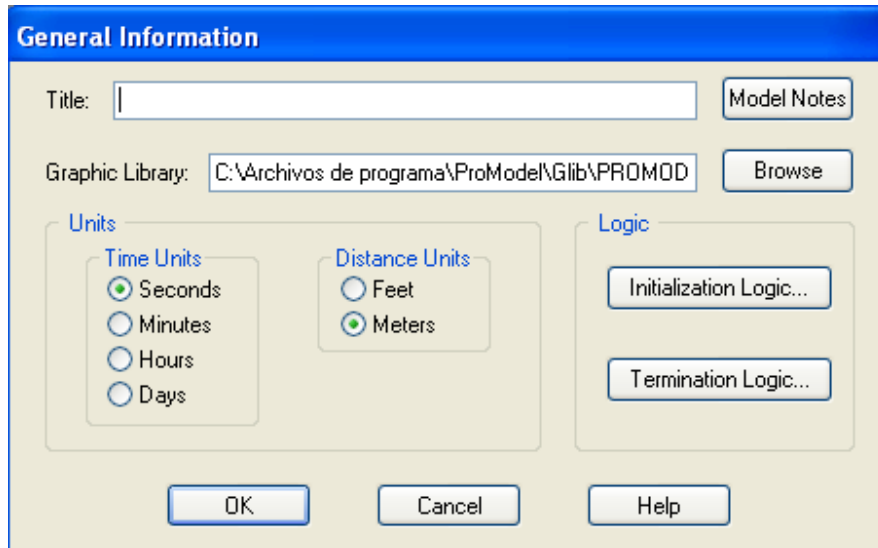 General Information
Title:
Model Notes
Graphic Library:
C:\Archivos de programa\ProModel\Glib\PROMOD
Browse
Units
Time Units
Seconds
Minutes
Hours
Days
Distance Units
Feet
Meters
Logic
Initialization Logic...
Termination Logic...
OK
Cancel
Help